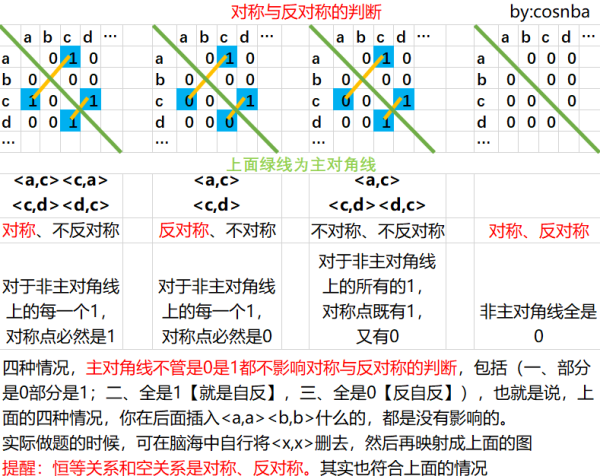 对称与反对称的判断 by:cosnba
a b c d ··· a b c d ··· a b c d ··· a b c d ···
a 0 1 0 a 0 1 0 a 0 1 0 a 0 0 0
b 0 0 0 b 0 0 0 b 0 0 0 b 0 0 0
c 1 0 1 c 0 0 1 c 0 0 1 c 0 0 0
d 0 0 1 d 0 0 0 d 0 0 1 d 0 0 0
··· ··· ··· ···
上面绿线为主对角线
<a,c><c,a> <a,c> <a,c>
<c,d><d,c> <c,d> <c,d><d,c>
对称、不反对称 反对称、不对称 不对称、不反对称 对称、反对称
对于非主对角线
上的每一个1，
对称点必然是1
对于非主对角线
上的每一个1，
对称点必然是0
对于非主对角线
上的所有的1，
对称点既有1，
又有0
非主对角线全是
0
四种情况，主对角线不管是0是1都不影响对称与反对称的判断，包括（一、部分
是0部分是1；二、全是1【就是自反】，三、全是0【反自反】），也就是说，上
面的四种情况，你在后面插入<a,a><b,b>什么的，都是没有影响的。
实际做题的时候，可在脑海中自行将<x,x>删去，然后再映射成上面的图
提醒：恒等关系和空关系是对称、反对称。其实也符合上面的情况